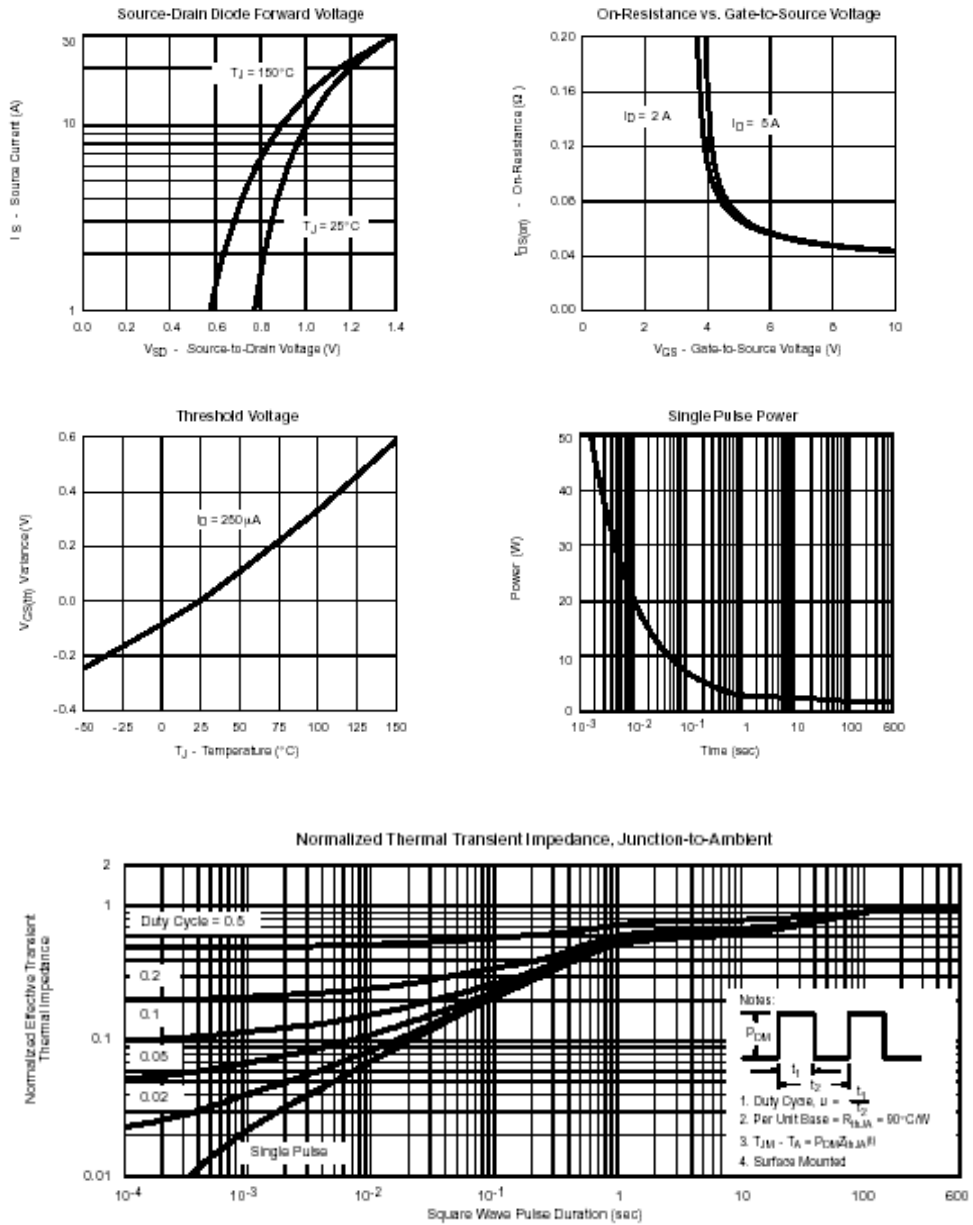 Source-Drain Diode Forward Voltage
30
10
1
I S - Source Current (A)
TJ = 150°C
TJ = 25°C
0.0 0.2 0.4 0.6 0.8 1.0 1.2 1.4
VSD - Source-to-Drain Voltage (V)
On-Resistance vs. Gate-to-Source Voltage
0.20
0.16
0.12
0.08
0.04
0.00
rDS(on) - On-Resistance (Ω)
ID = 2 A
ID = 5 A
0 2 4 6 8 10
VGS - Gate-to-Source Voltage (V)
Threshold Voltage
0.6
0.4
0.2
0.0
-0.2
-0.4
VGS(th) Variance (V)
ID = 250 µA
-50 -25 0 25 50 75 100 125 150
TJ - Temperature (°C)
Single Pulse Power
50
40
30
20
10
0
Power (W)
10-3 10-2 10-1 1 10 100 600
Time (sec)
Normalized Thermal Transient Impedance, Junction-to-Ambient
2
1
0.1
0.01
Normalized Effective Transient
Thermal Impedance
Duty Cycle = 0.5
0.2
0.1
0.05
0.02
Single Pulse
Notes:
PDM
t1
t2
1. Duty Cycle, D = t1/t2
2. Per Unit Base = RthJA = 90°C/W
3. TJM - TA = PDMZthJA(t)
4. Surface Mounted
10-4 10-3 10-2 10-1 1 10 100 600
Square Wave Pulse Duration (sec)